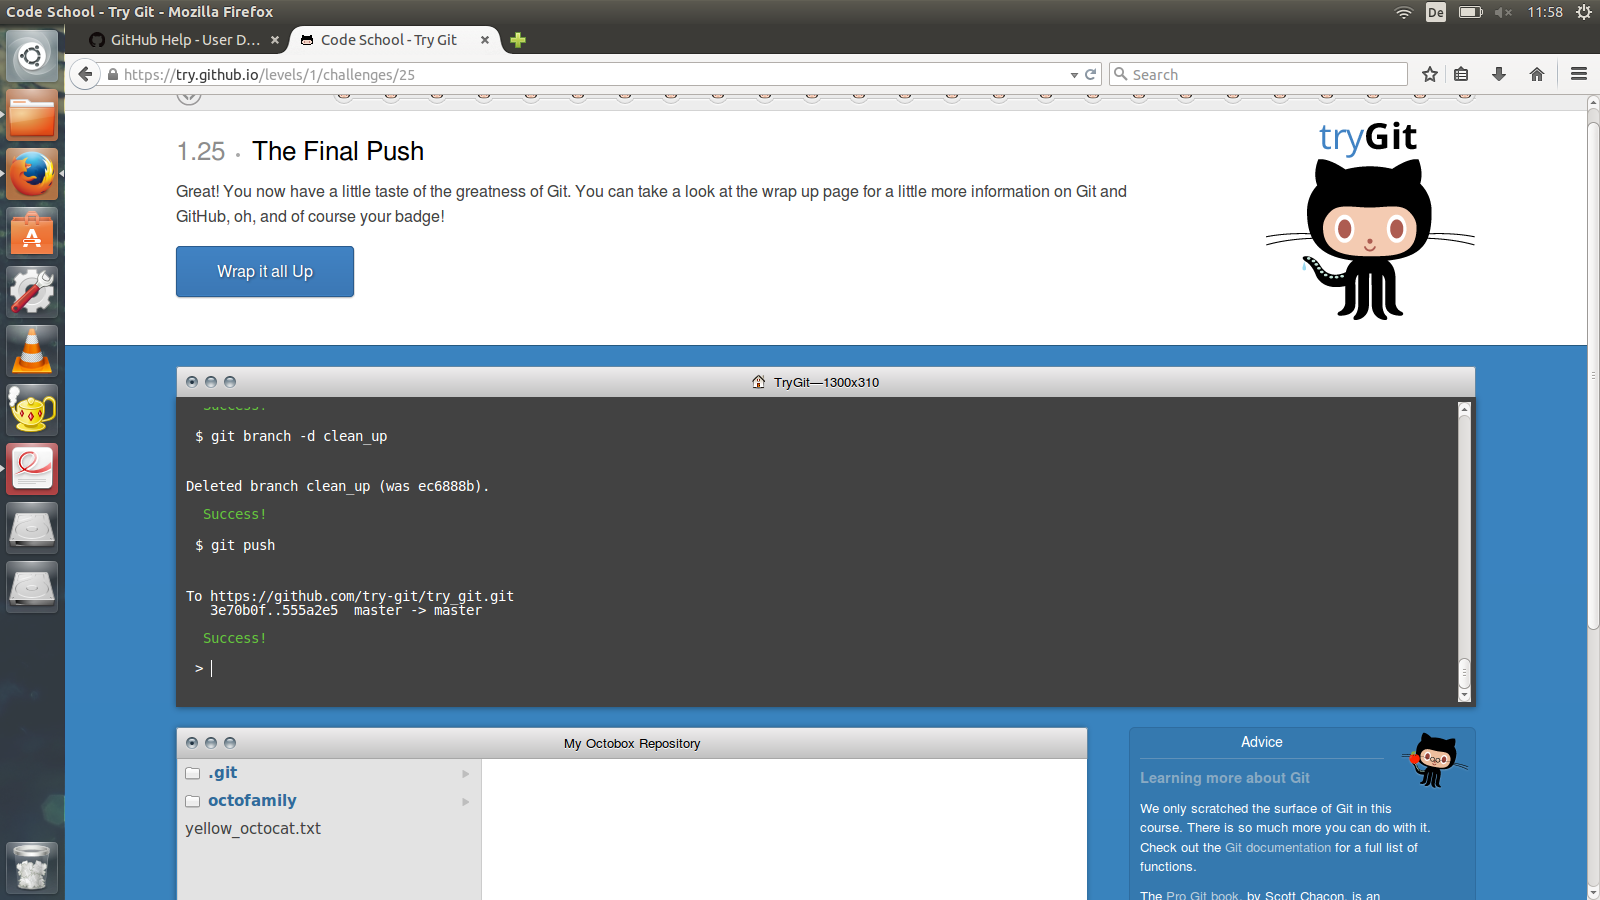 Code School - Try Git - Mozilla Firefox
De
11:58
GitHub Help - User D...
Code School - Try Git
https://try.github.io/levels/1/challenges/25
Search
1.25 · The Final Push
Great! You now have a little taste of the greatness of Git. You can take a look at the wrap up page for a little more information on Git and
GitHub, oh, and of course your badge!
Wrap it all Up
tryGit
TryGit—1300x310
Success!
$ git branch -d clean_up
Deleted branch clean_up (was ec6888b).
Success!
$ git push
To https://github.com/try-git/try_git.git
3e70b0f..555a2e5  master -> master
Success!
>
My Octobox Repository
.git
octofamily
yellow_octocat.txt
Advice
Learning more about Git
We only scratched the surface of Git in this
course. There is so much more you can do with it.
Check out the Git documentation for a full list of
functions.
The Pro Git book, by Scott Chacon, is an